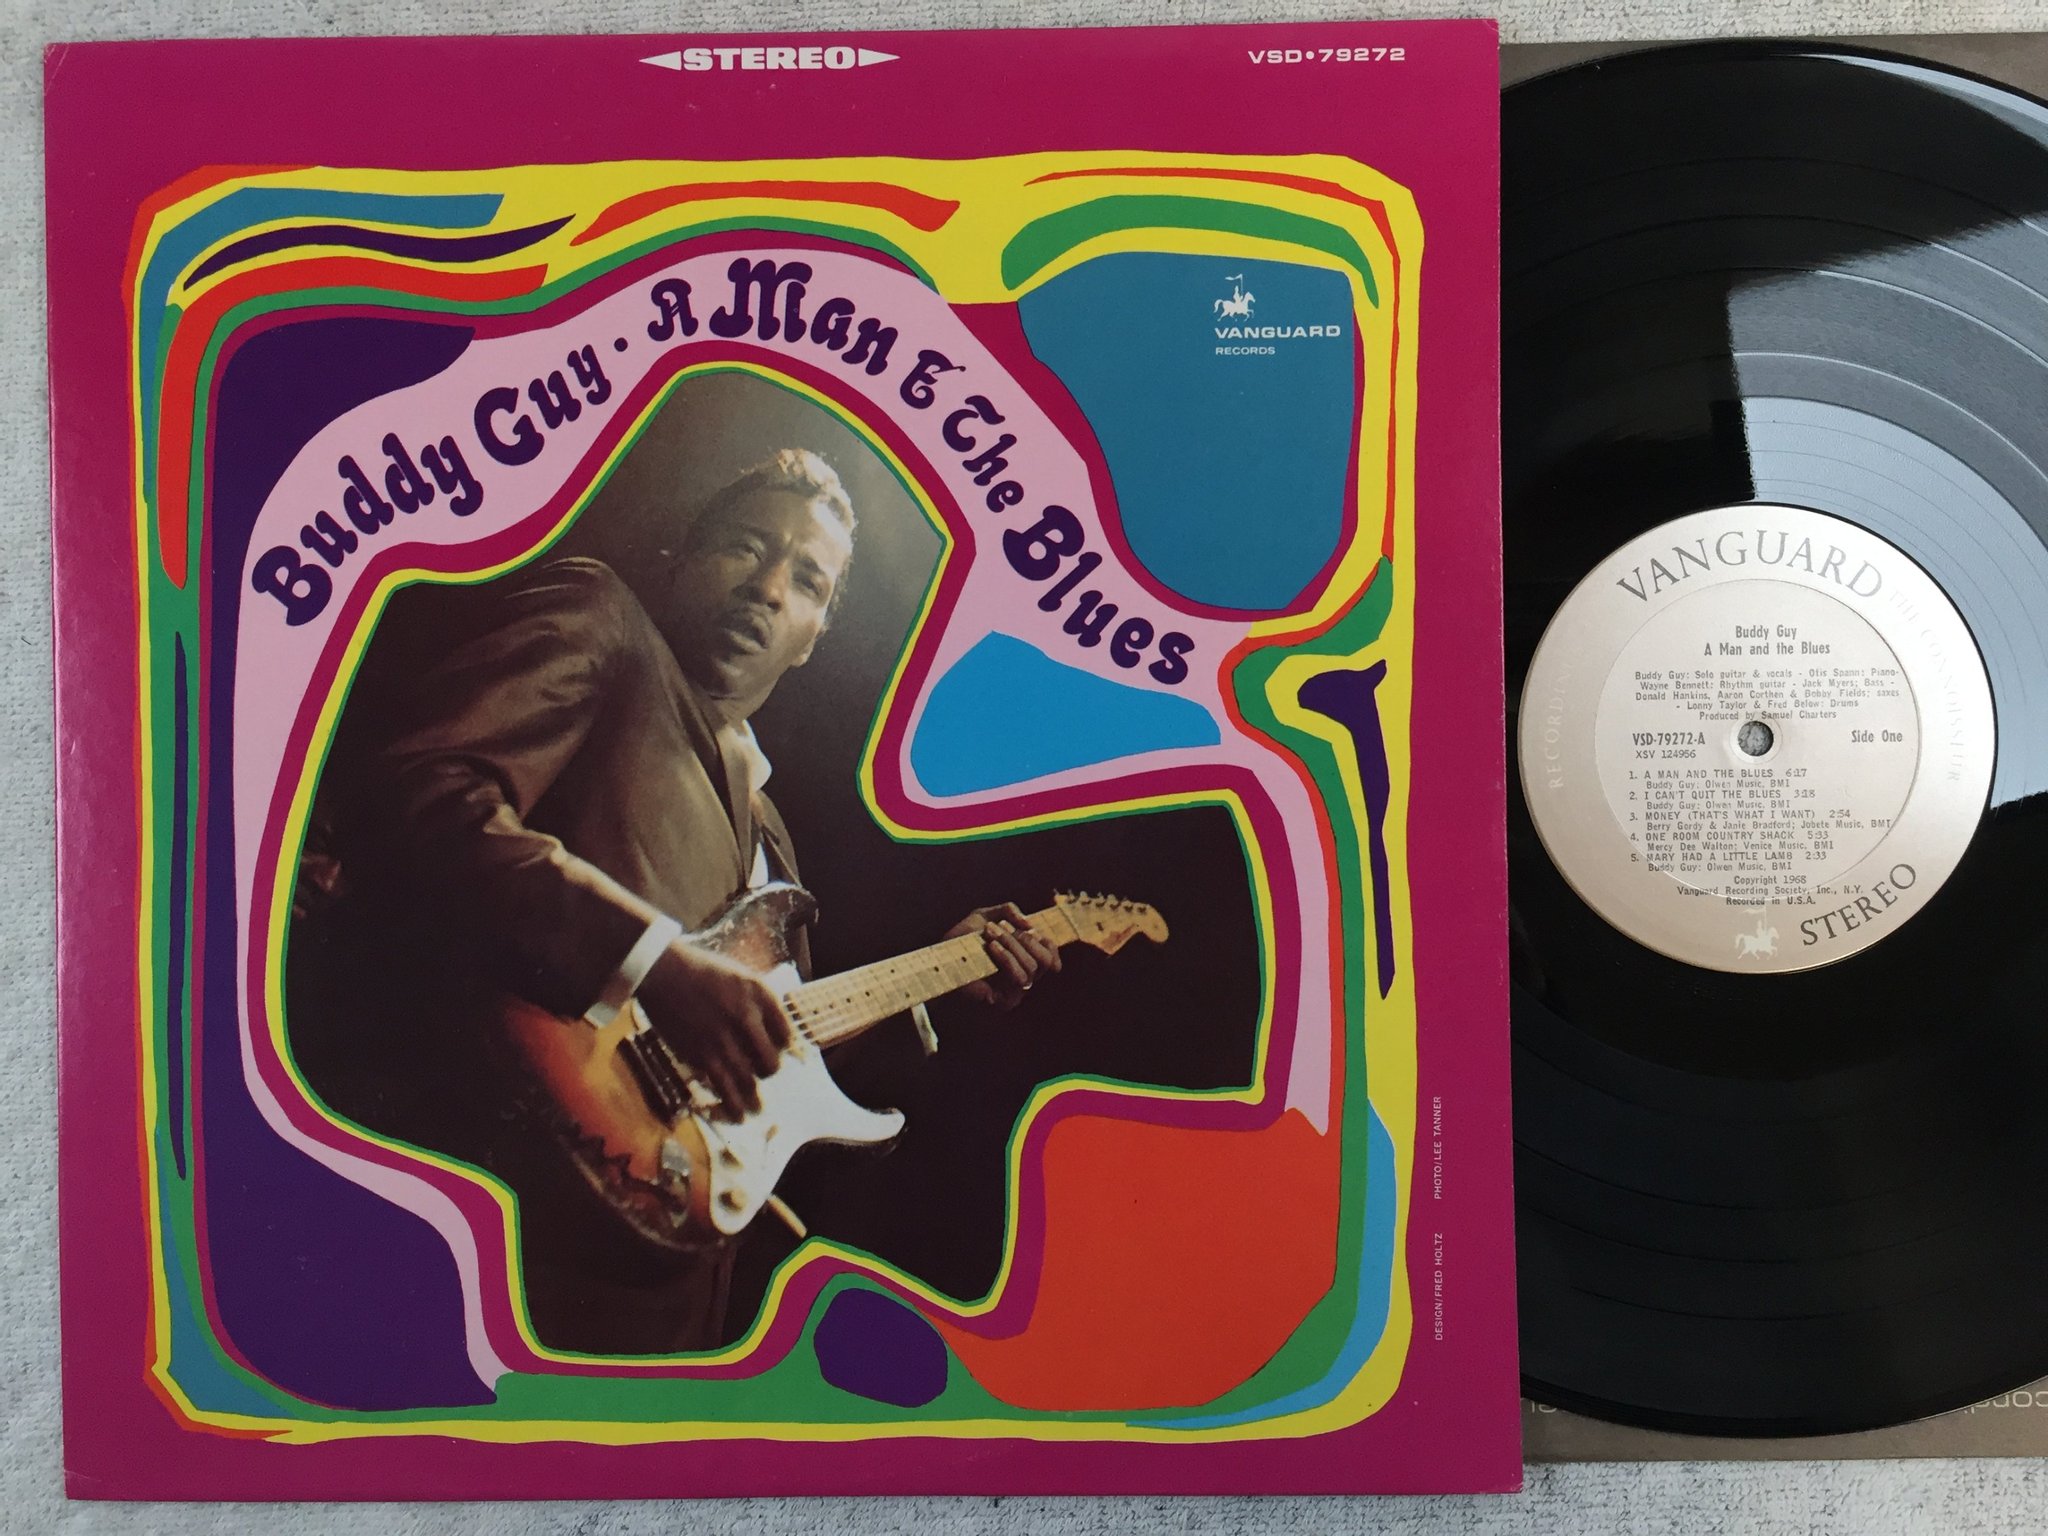 STEREO
VSD•79272
Buddy Guy • A Man & The Blues
VANGUARD
RECORDS
PHOTO/LEE TANNER
DESIGN/FRED HOLTZ
VANGUARD
Buddy Guy
A Man and the Blues
Buddy Guy: Solo guitar & vocals - Otis Spann: Piano-
Wayne Bennett: Rhythm guitar - Jack Myers; Bass -
Donald Hankins, Aaron Corthen & Bobby Fields; saxes
- Lonny Taylor & Fred Below: Drums
Produced by Samuel Charters
VSD-79272-A
Side One
XSV 124956
1. A MAN AND THE BLUES 6:17
Buddy Guy: Olwen Music, BMI
2. I CAN'T QUIT THE BLUES 3:18
Buddy Guy: Olwen Music, BMI
3. MONEY (THAT'S WHAT I WANT) 2:54
Berry Gordy & Janie Bradford; Jobete Music, BMI
4. ONE ROOM COUNTRY SHACK 5:33
Mercy Dee Walton; Venice Music, BMI
5. MARY HAD A LITTLE LAMB 2:33
Buddy Guy: Olwen Music, BMI
Copyright 1968
Vanguard Recording Society, Inc., N.Y.
Recorded in U.S.A.
STEREO